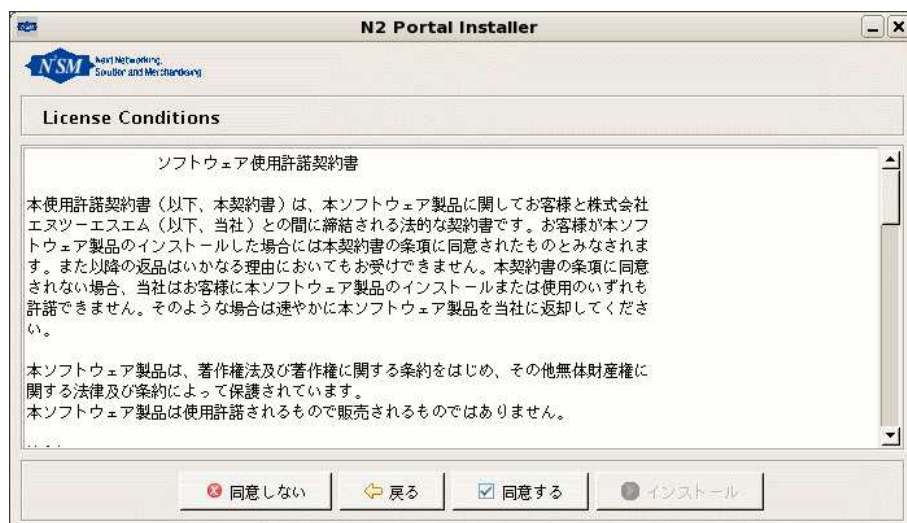 N2 Portal Installer
N2SM Next Networking,
Solution and Merchandising
License Conditions
ソフトウェア使用許諾契約書
本使用許諾契約書（以下、本契約書）は、本ソフトウェア製品に関してお客様と株式会社
エヌツーエスエム（以下、当社）との間に締結される法的な契約書です。お客様が本ソフ
トウェア製品のインストールした場合には本契約書の条項に同意されたものとみなされま
す。また以降の返品はいかなる理由においてもお受けできません。本契約書の条項に同意
されない場合、当社はお客様に本ソフトウェア製品のインストールまたは使用のいずれも
許諾できません。そのような場合は速やかに本ソフトウェア製品を当社に返却してくださ
い。
本ソフトウェア製品は、著作権法及び著作権に関する条約をはじめ、その他無体財産権に
関する法律及び条約によって保護されています。
本ソフトウェア製品は使用許諾されるもので販売されるものではありません。
同意しない 戻る 同意する インストール